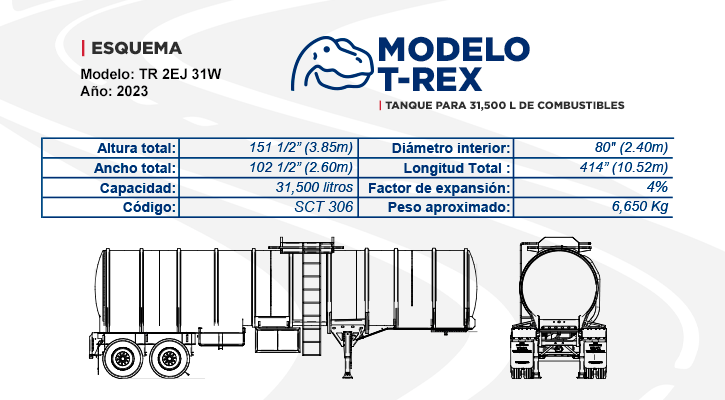 | ESQUEMA
Modelo: TR 2EJ 31W
Año: 2023
MODELO
T-REX
| TANQUE PARA 31,500 L DE COMBUSTIBLES
Altura total: 151 1/2” (3.85m) Diámetro interior: 80" (2.40m)
Ancho total: 102 1/2” (2.60m) Longitud Total : 414” (10.52m)
Capacidad: 31,500 litros Factor de expansión: 4%
Código: SCT 306 Peso aproximado: 6,650 Kg